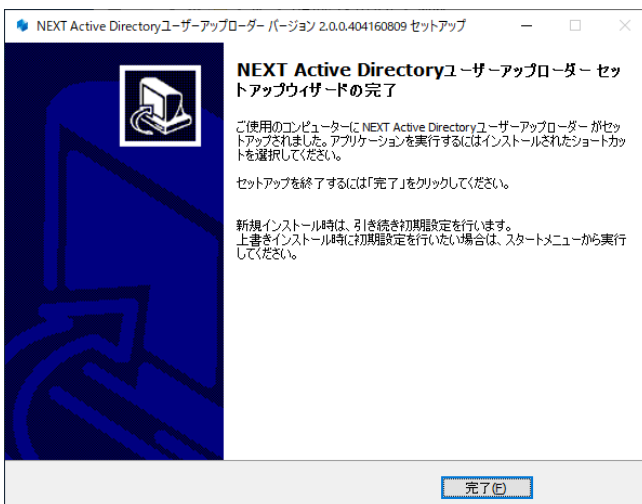 NEXT Active Directoryユーザーアップローダー バージョン 2.0.0.404160809 セットアップ
NEXT Active Directoryユーザーアップローダー セッ
トアップウィザードの完了
ご使用のコンピューターに NEXT Active Directoryユーザーアップローダー がセッ
トアップされました。アプリケーションを実行するにはインストールされたショートカッ
トを選択してください。
セットアップを終了するには「完了」をクリックしてください。
新規インストール時は、引き続き初期設定を行います。
上書きインストール時に初期設定を行いたい場合は、スタートメニューから実行
してください。
完了(F)